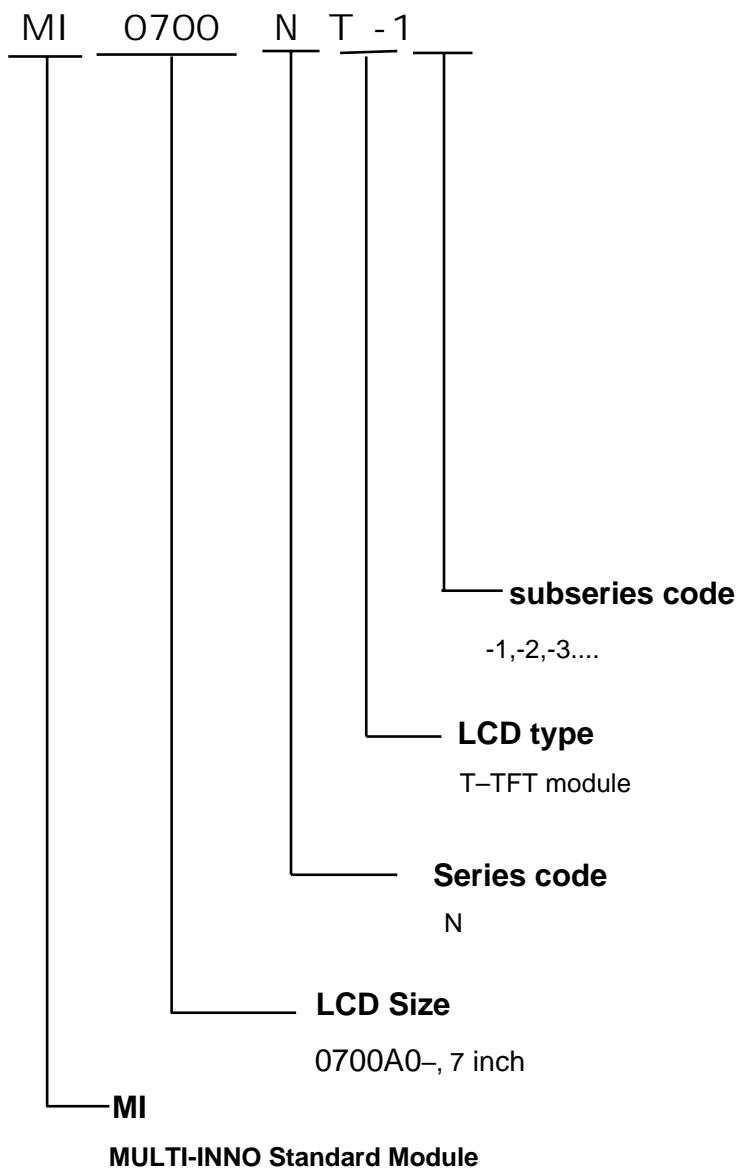 MI 0700 N T -1
subseries code
-1,-2,-3....
LCD type
T–TFT module
Series code
N
LCD Size
0700A0–, 7 inch
MI
MULTI-INNO Standard Module